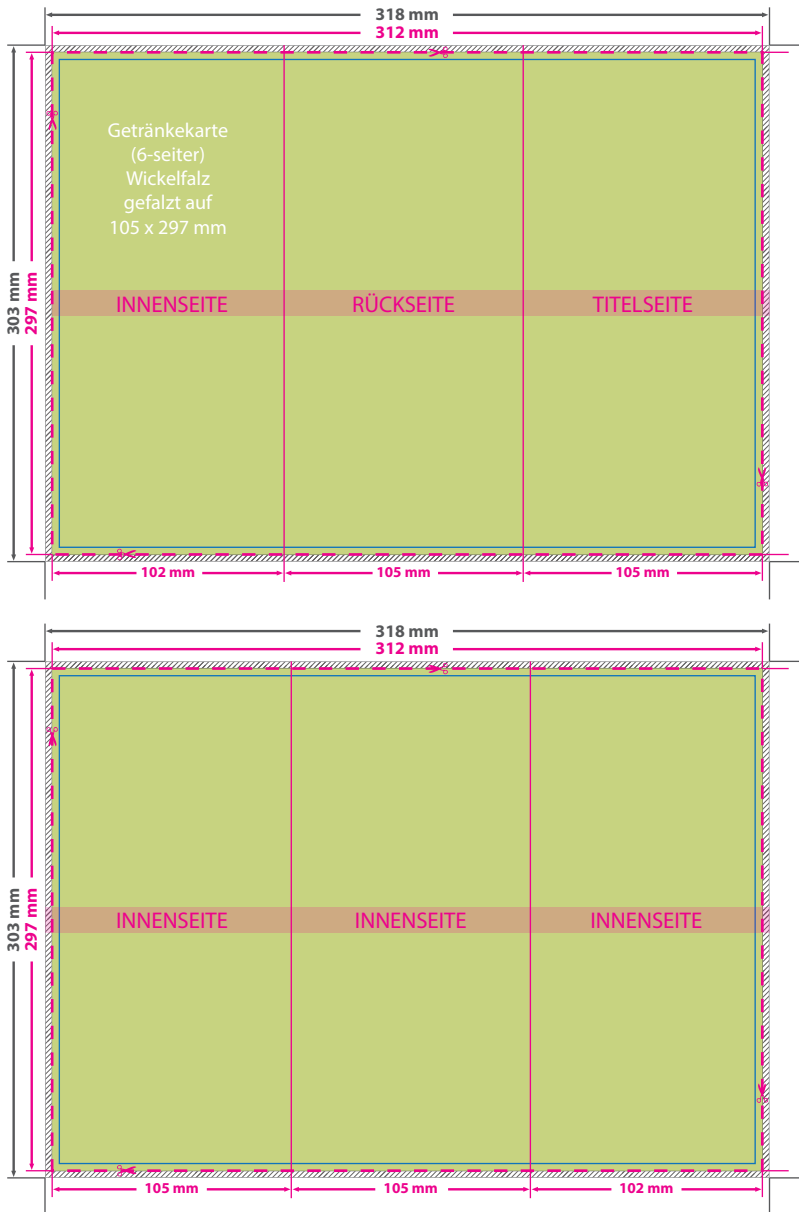 318 mm
312 mm
303 mm
297 mm
Getränkekarte
(6-seiter)
Wickelfalz
gefalzt auf
105 x 297 mm
INNENSEITE RÜCKSEITE TITELSEITE
102 mm 105 mm 105 mm
318 mm
312 mm
303 mm
297 mm
INNENSEITE INNENSEITE INNENSEITE
105 mm 105 mm 102 mm